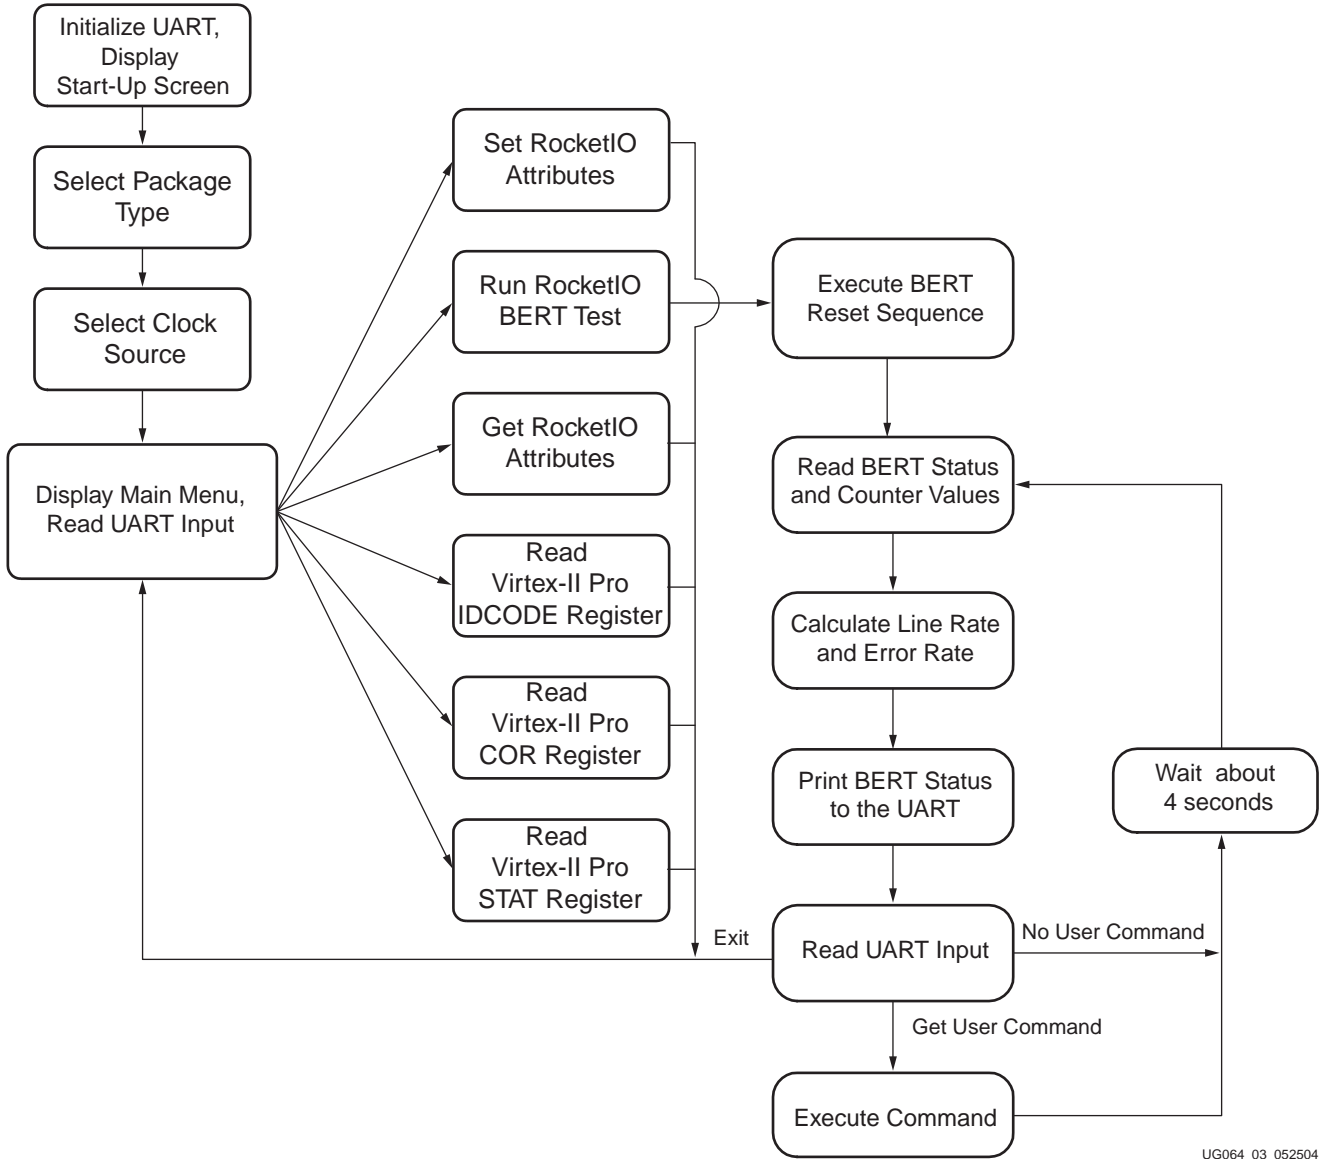 Initialize UART,
Display
Start-Up Screen
Select Package
Type
Select Clock
Source
Display Main Menu,
Read UART Input
Set RocketIO
Attributes
Run RocketIO
BERT Test
Get RocketIO
Attributes
Read
Virtex-II Pro
IDCODE Register
Read
Virtex-II Pro
COR Register
Read
Virtex-II Pro
STAT Register
Execute BERT
Reset Sequence
Read BERT Status
and Counter Values
Calculate Line Rate
and Error Rate
Print BERT Status
to the UART
Wait about
4 seconds
Exit
Read UART Input
No User Command
Get User Command
Execute Command
UG064_03_052504